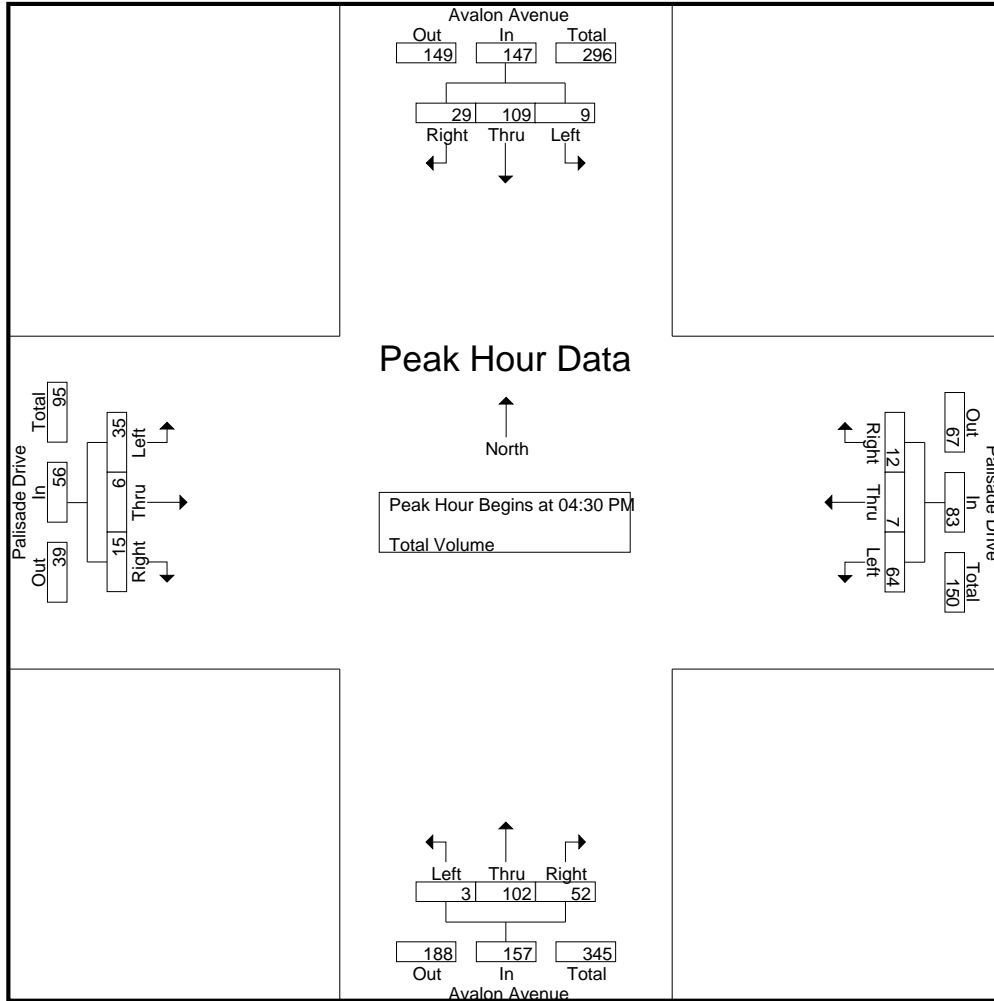 Avalon Avenue
Out In Total
149 147 296
29 109 9
Right Thru Left
Peak Hour Data
North
Peak Hour Begins at 04:30 PM
Total Volume
Palisade Drive
Total In Out
95 56 39
35 6 15
Left Thru Right
Palisade Drive
Out In Total
67 83 150
12 7 64
Right Thru Left
Left Thru Right
3 102 52
188 157 345
Out In Total
Avalon Avenue